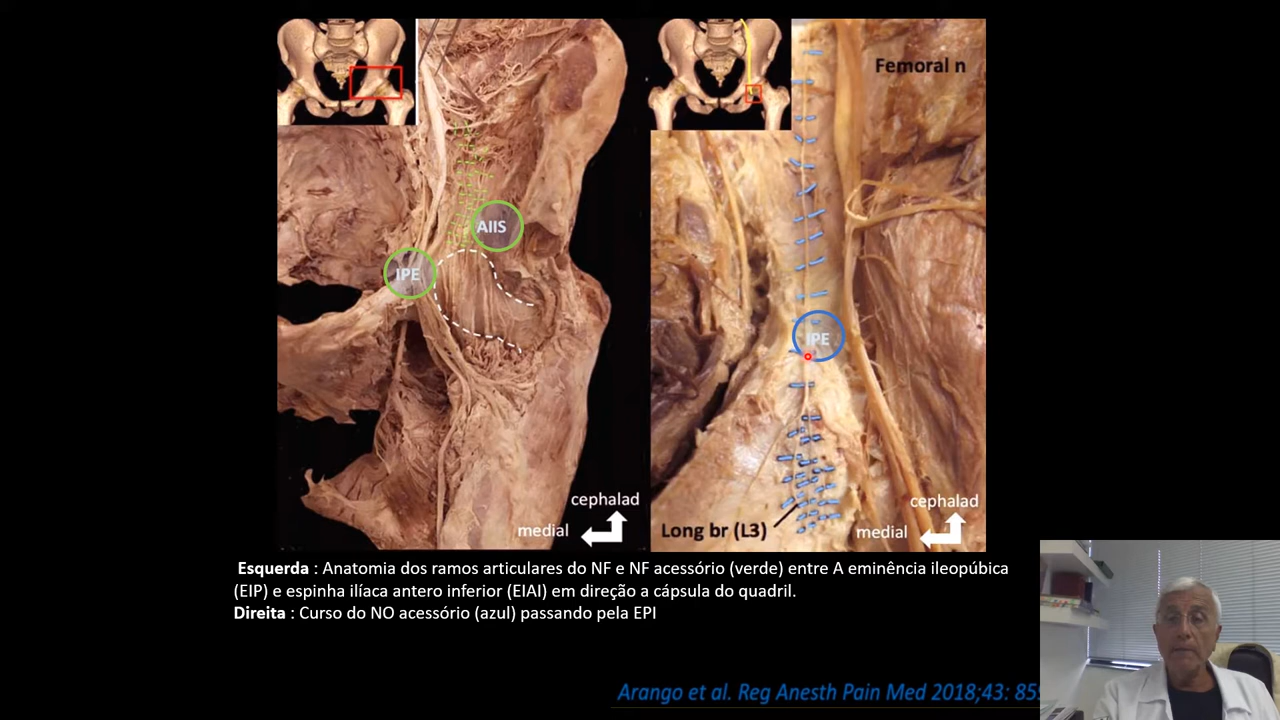 Femoral n
AIIS
IPE
IPE
cephalad
medial
Long br (L3)
cephalad
medial
Esquerda : Anatomia dos ramos articulares do NF e NF acessório (verde) entre A eminência ileopúbica
(EIP) e espinha ilíaca antero inferior (EIAI) em direção a cápsula do quadril.
Direita : Curso do NO acessório (azul) passando pela EPI
Arango et al. Reg Anesth Pain Med 2018;43: